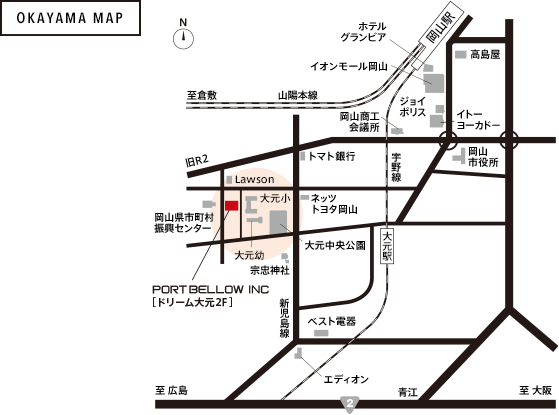 OKAYAMA MAP
N
ホテル
グランビア
岡山駅
高島屋
イオンモール岡山
至倉敷
山陽本線
ジョイ
ポリス
イトー
ヨーカドー
岡山商工
会議所
旧R2
トマト銀行
宇野線
岡山
市役所
Lawson
大元小
ネッツ
トヨタ岡山
岡山県市町村
振興センター
大元幼
大元中央公園
大元駅
宗忠神社
PORTBELLOW INC
[ドリーム大元2F]
新児島線
ベスト電器
エディオン
至 広島
2
青江
至 大阪